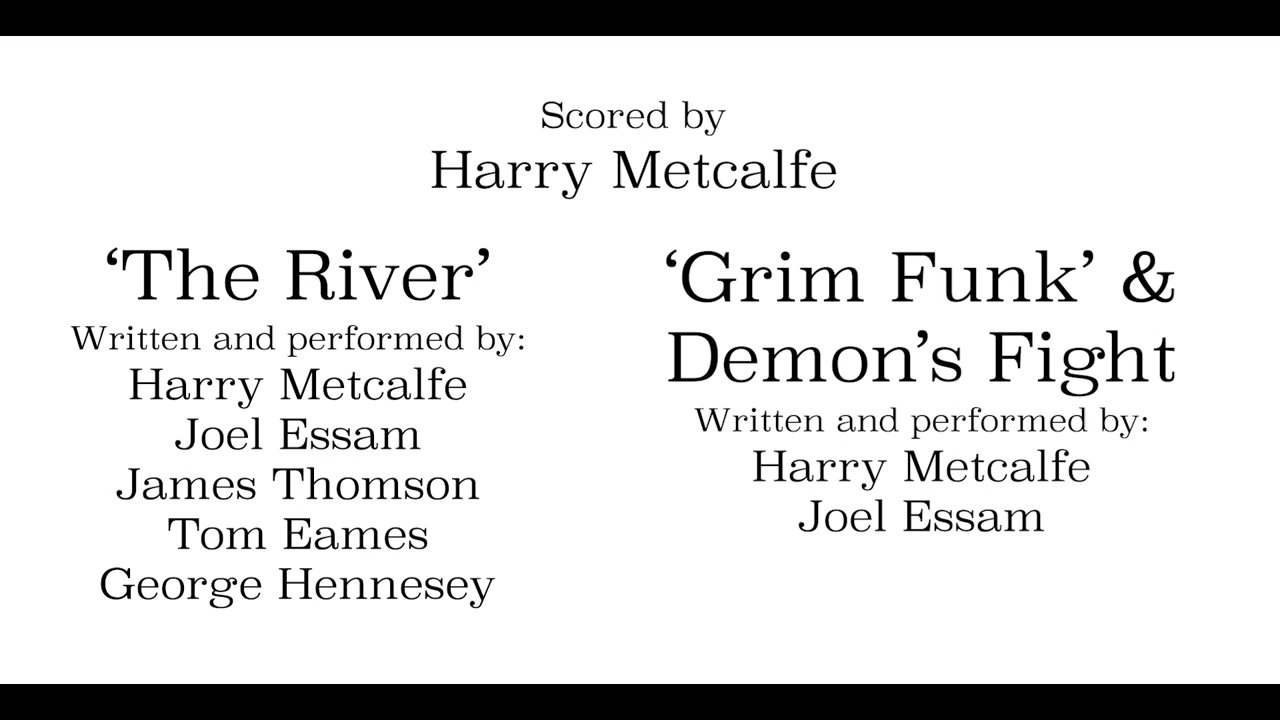 Scored by
Harry Metcalfe
‘The River’
Written and performed by:
Harry Metcalfe
Joel Essam
James Thomson
Tom Eames
George Hennesey
‘Grim Funk’ &
Demon’s Fight
Written and performed by:
Harry Metcalfe
Joel Essam